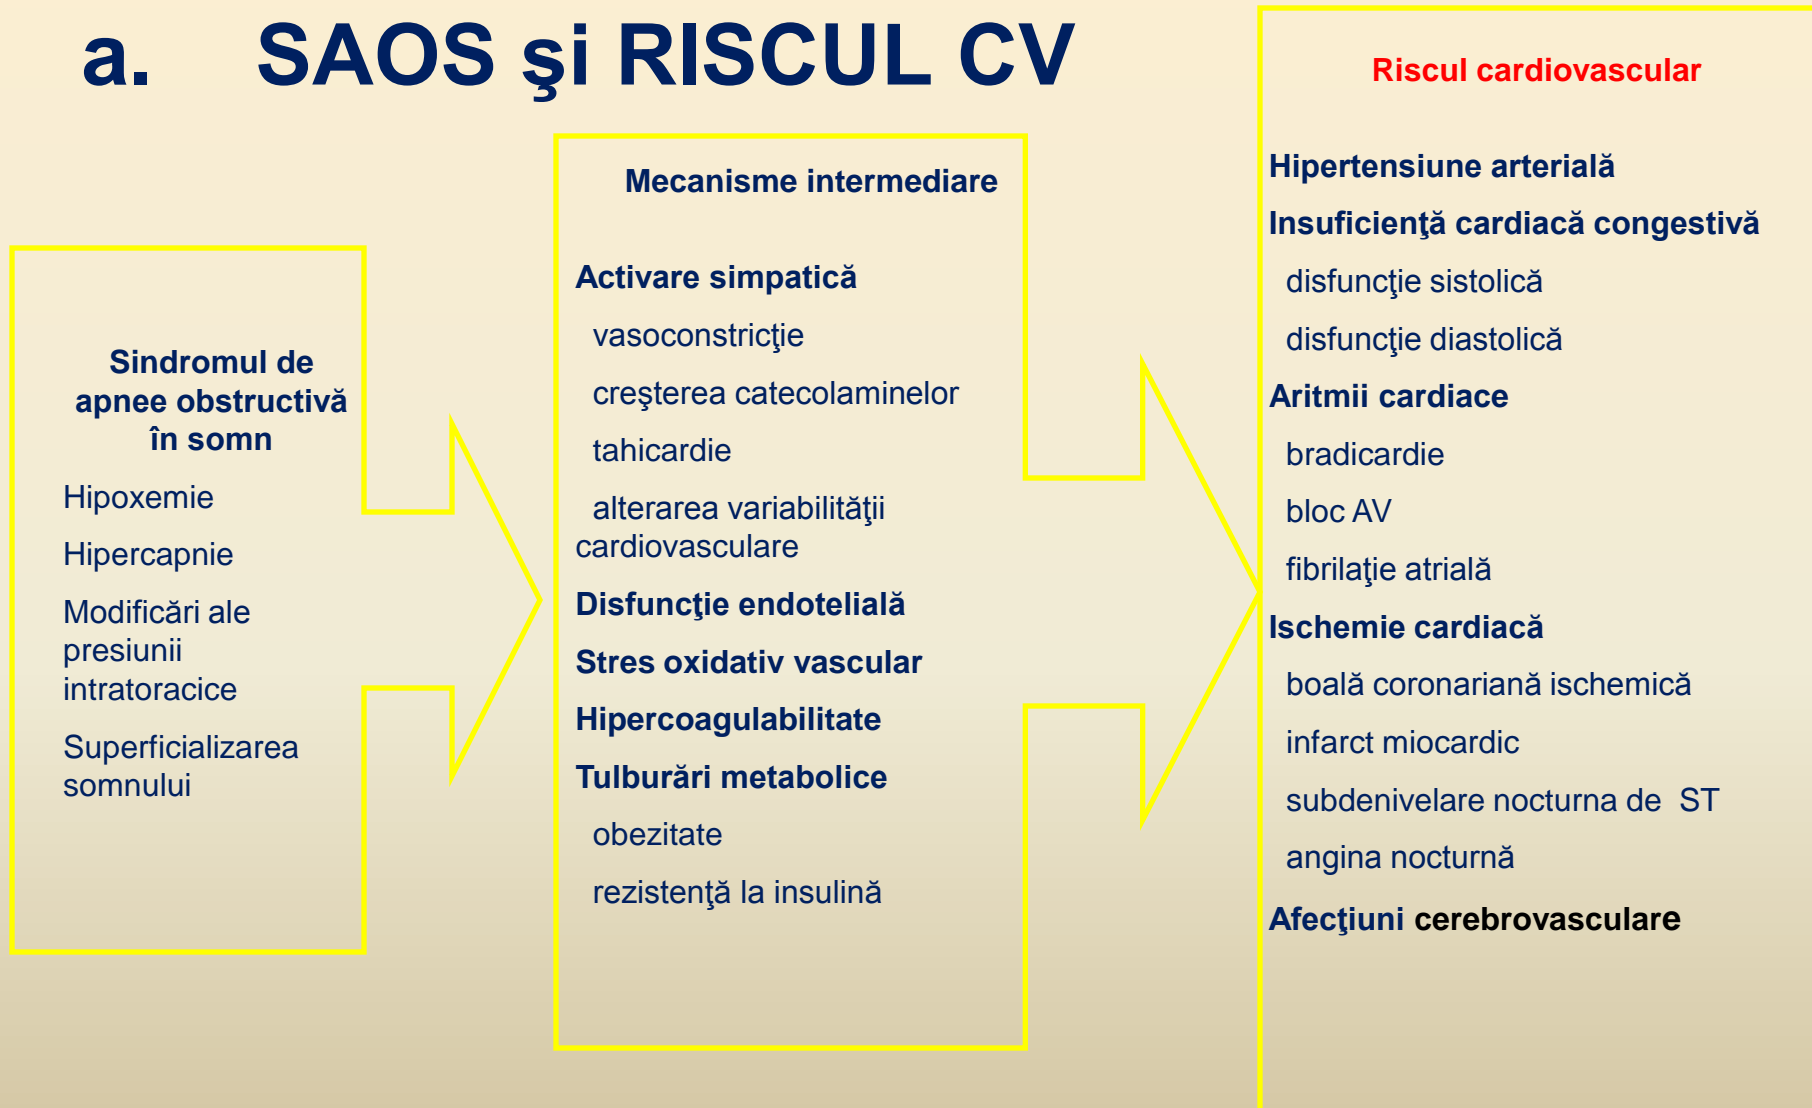 a. SAOS şi RISCUL CV
Sindromul de
apnee obstructivă
în somn
Hipoxemie
Hipercapnie
Modificări ale
presiunii
intratoracice
Superficializarea
somnului
Mecanisme intermediare
Activare simpatică
vasoconstricţie
creşterea catecolaminelor
tahicardie
alterarea variabilităţii
cardiovasculare
Disfuncţie endotelială
Stres oxidativ vascular
Hipercoagulabilitate
Tulburări metabolice
obezitate
rezistenţă la insulină
Riscul cardiovascular
Hipertensiune arterială
Insuficienţă cardiacă congestivă
disfuncţie sistolică
disfuncţie diastolică
Aritmii cardiace
bradicardie
bloc AV
fibrilaţie atrială
Ischemie cardiacă
boală coronariană ischemică
infarct miocardic
subdenivelare nocturna de ST
angina nocturnă
Afecţiuni cerebrovasculare